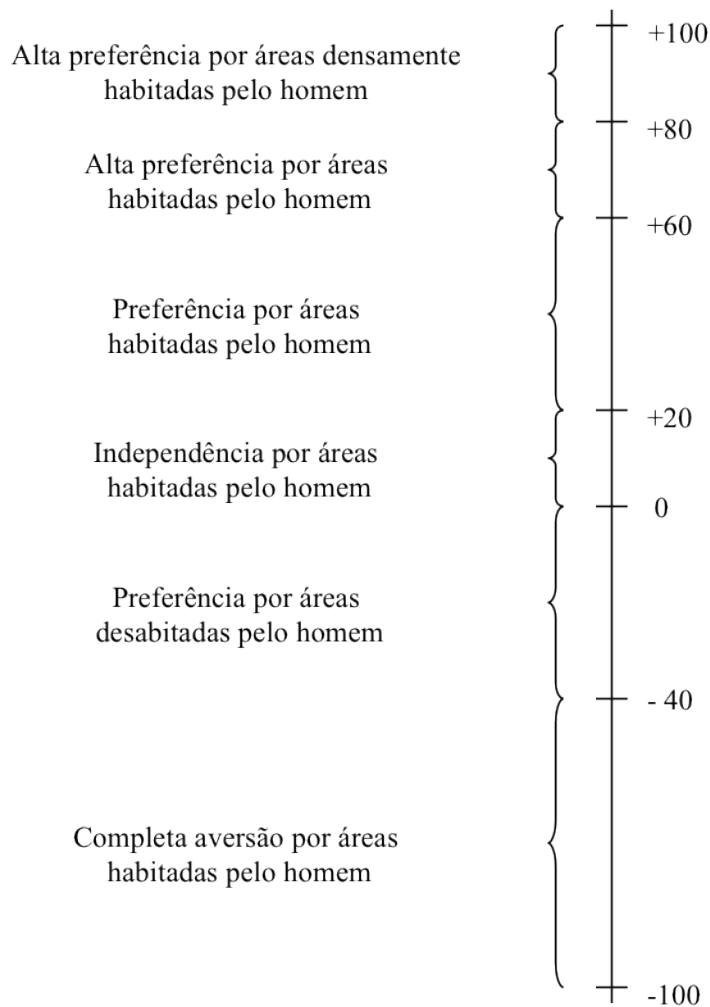 +100
Alta preferência por áreas densamente
habitadas pelo homem
+80
Alta preferência por áreas
habitadas pelo homem
+60
Preferência por áreas
habitadas pelo homem
+20
Independência por áreas
habitadas pelo homem
0
Preferência por áreas
desabitadas pelo homem
- 40
Completa aversão por áreas
habitadas pelo homem
-100